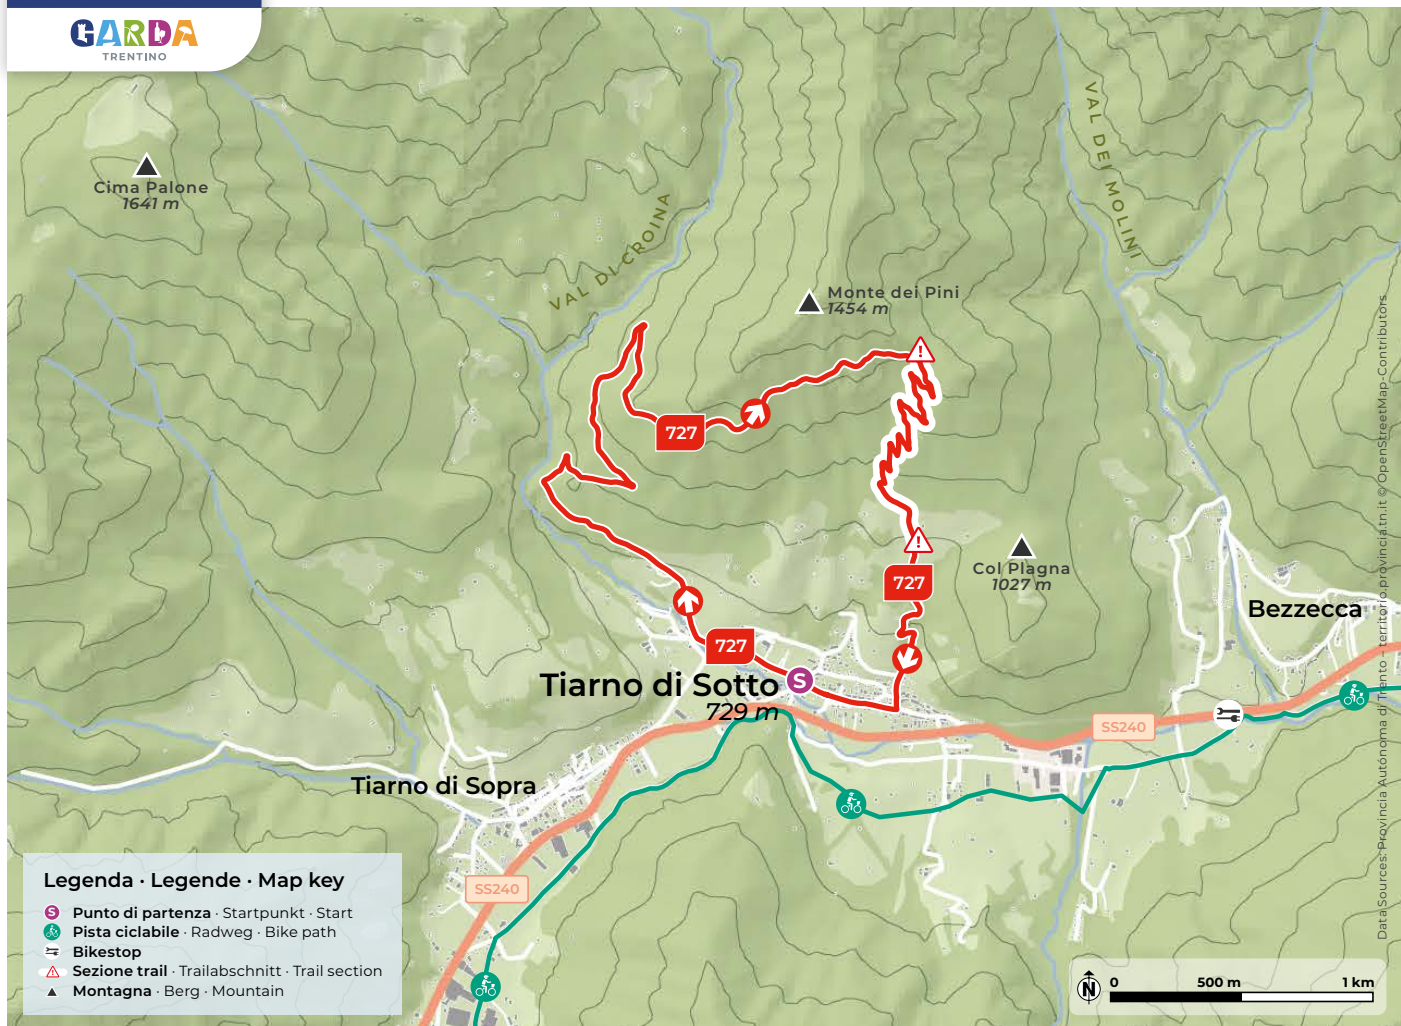 GARDA
TRENTINO
Cima Palone
1641 m
VAL DI CROINA
VAL DEI MOLINI
Monte dei Pini
1454 m
727
727
Col Plagna
1027 m
Bezzecca
727
Tiarno di Sotto
S
729 m
SS240
Tiarno di Sopra
SS240
Legenda · Legende · Map key
S Punto di partenza · Startpunkt · Start
Pista ciclabile · Radweg · Bike path
Bikestop
Sezione trail · Trailabschnitt · Trail section
Montagna · Berg · Mountain
N
0 500 m 1 km
Data Sources: Provincia Autónoma di Trento – territorio.provincia.tn.it © OpenStreetMap-Contributors